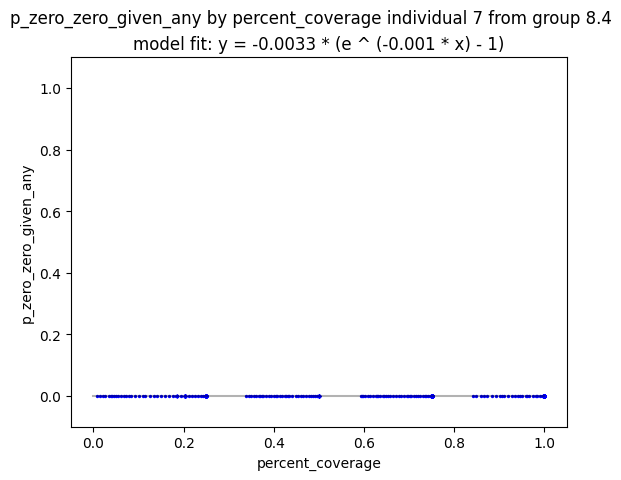 p_zero_zero_given_any by percent_coverage individual 7 from group 8.4
model fit: y = -0.0033 * (e ^ (-0.001 * x) - 1)
1.0
0.8
0.6
0.4
0.2
0.0
p_zero_zero_given_any
0.0 0.2 0.4 0.6 0.8 1.0
percent_coverage